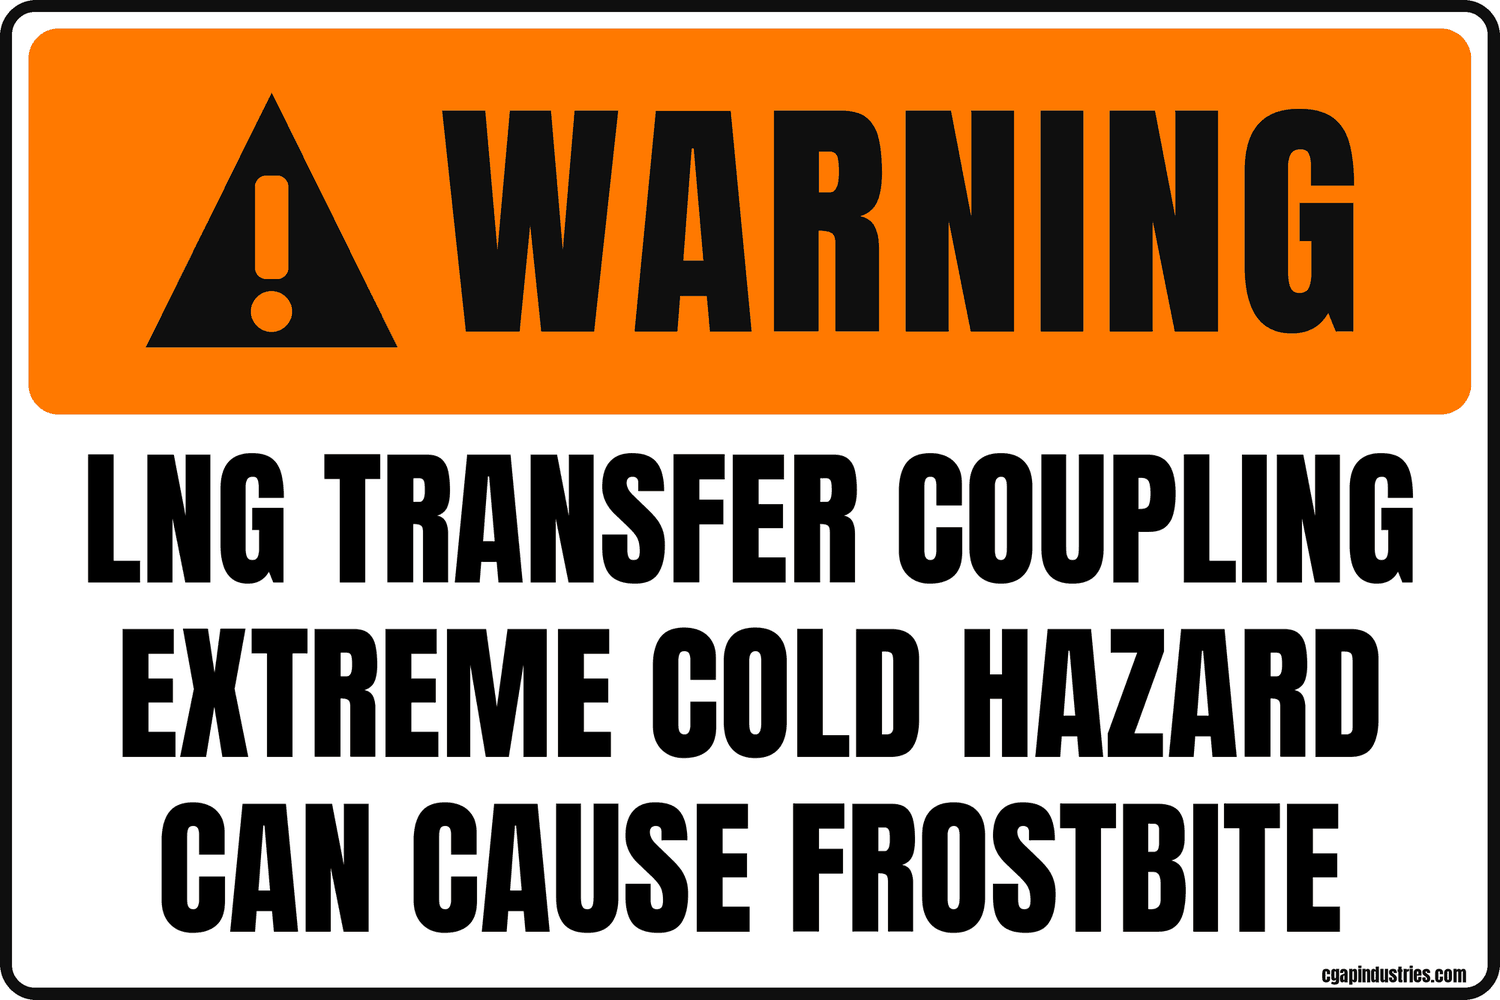 WARNING
LNG TRANSFER COUPLING
EXTREME COLD HAZARD
CAN CAUSE FROSTBITE
cgapindustries.com